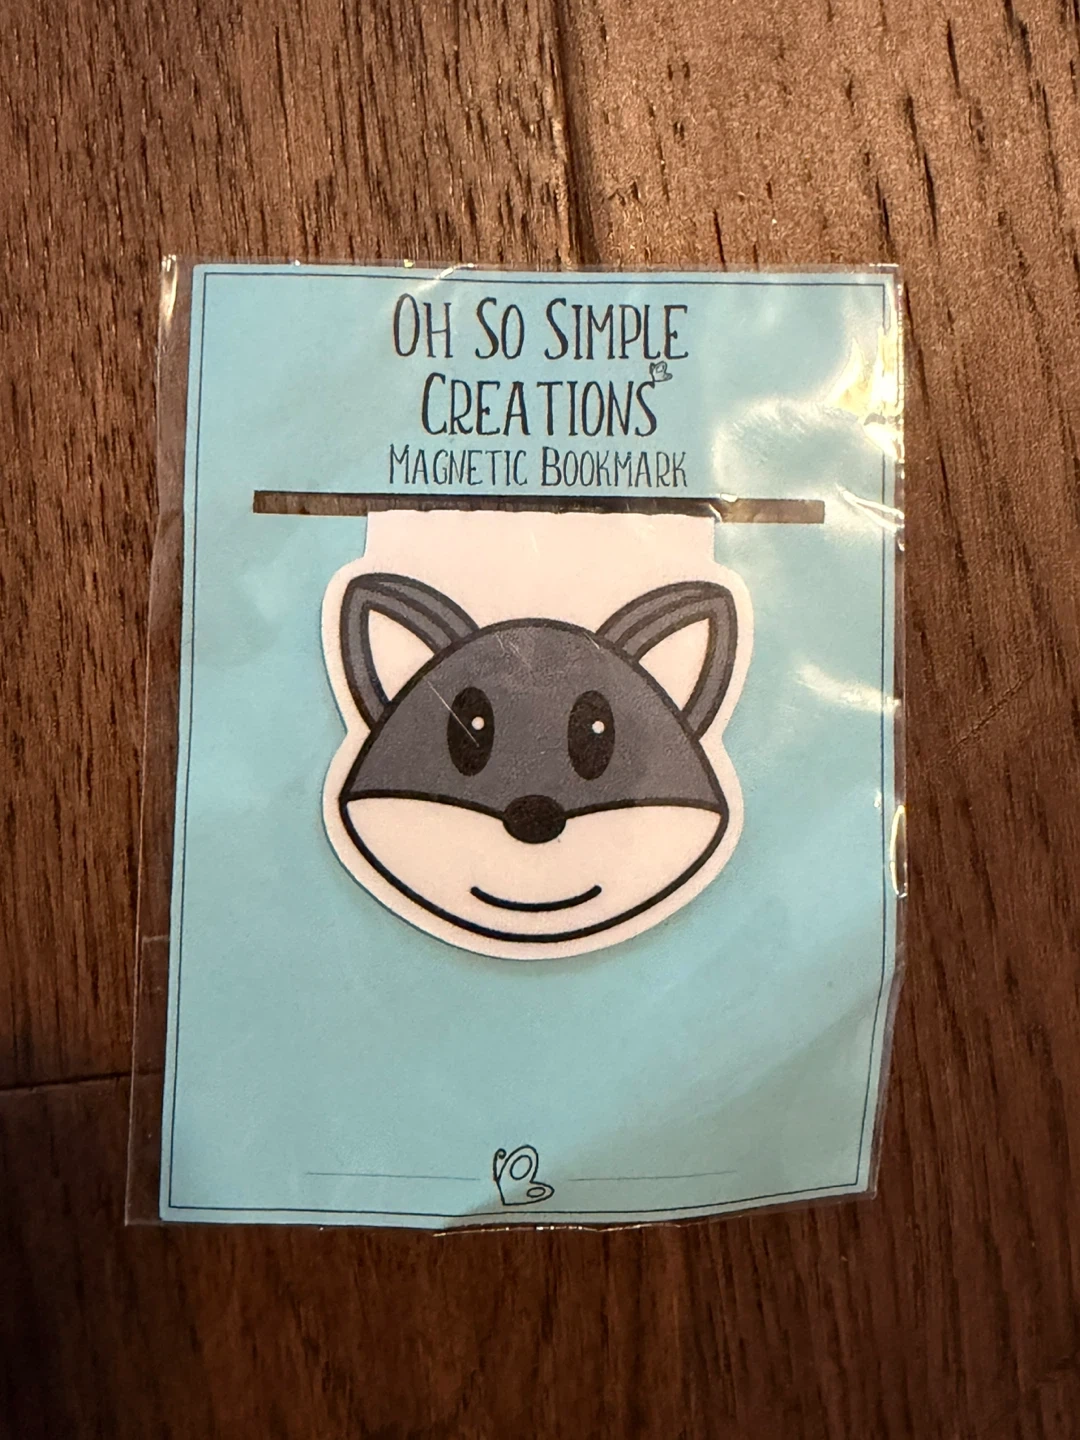 Oh So Simple
Creations
Magnetic Bookmark